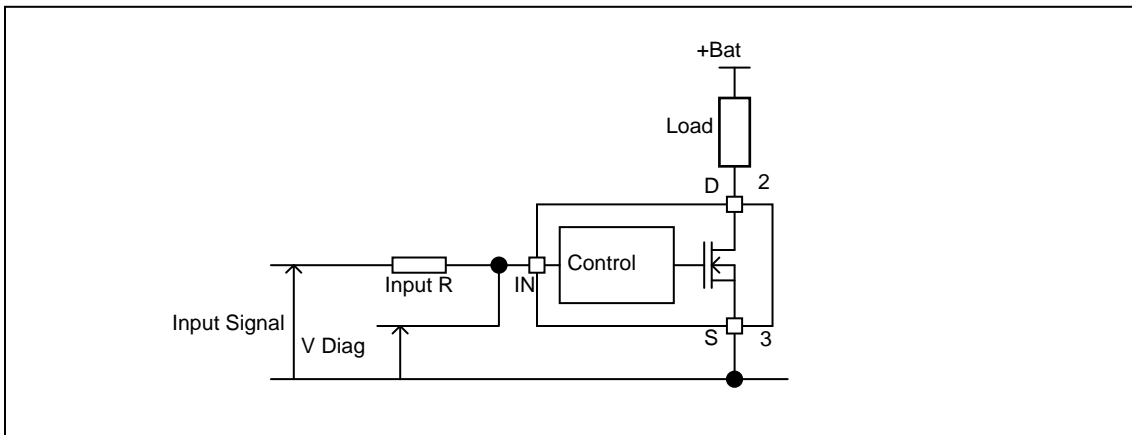 +Bat
Load
D 2
Control
Input R IN
Input Signal
V Diag
S 3